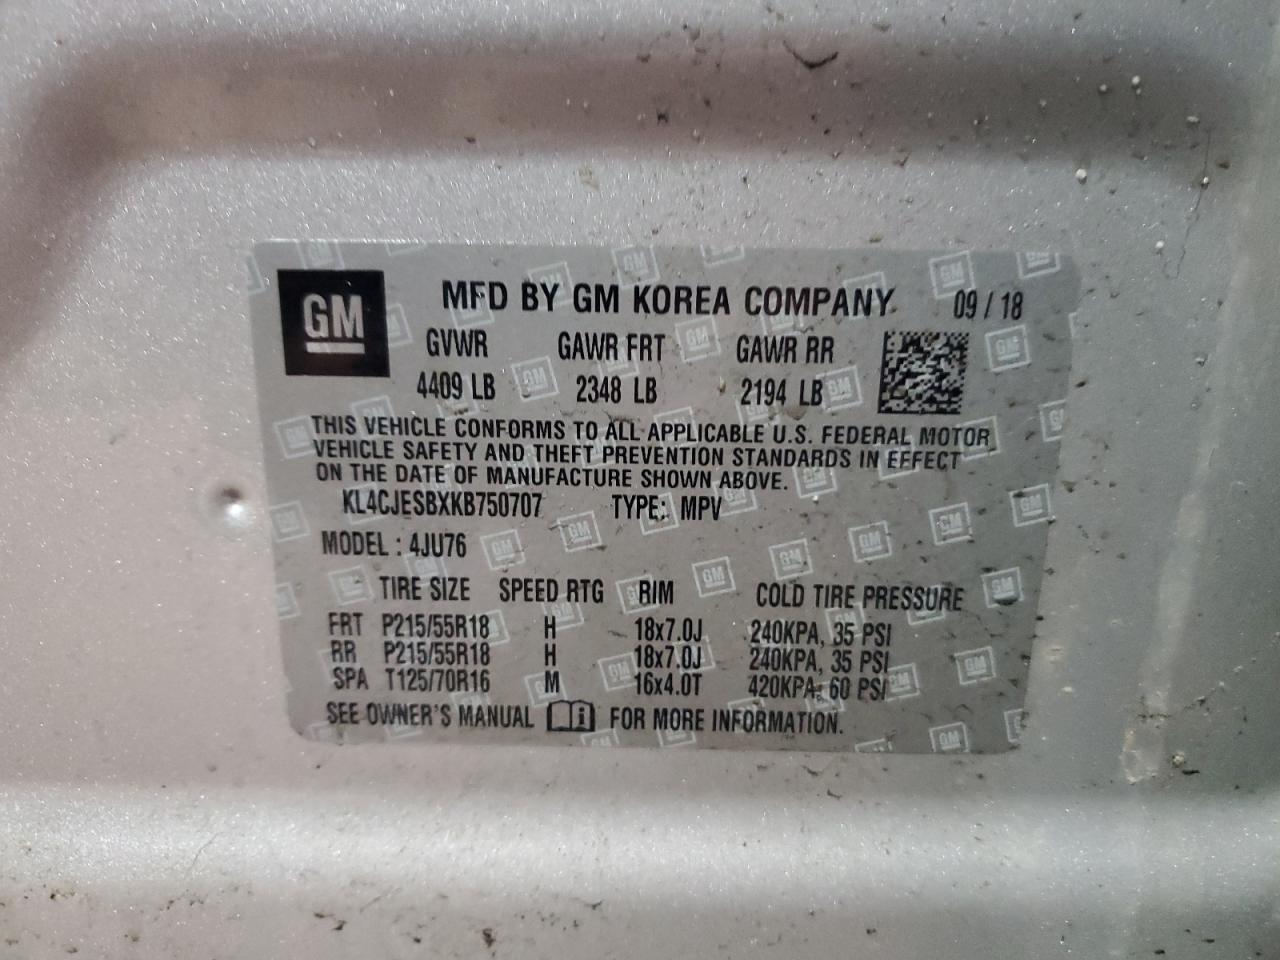 GM
MFD BY GM KOREA COMPANY 09 / 18
GVWR GAWR FRT GAWR RR
4409 LB 2348 LB 2194 LB
THIS VEHICLE CONFORMS TO ALL APPLICABLE U.S. FEDERAL MOTOR
VEHICLE SAFETY AND THEFT PREVENTION STANDARDS IN EFFECT
ON THE DATE OF MANUFACTURE SHOWN ABOVE.
KL4CJESBXKB750707 TYPE: MPV
MODEL : 4JU76
TIRE SIZE SPEED RTG RIM COLD TIRE PRESSURE
FRT P215/55R18 H 18x7.0J 240KPA, 35 PSI
RR P215/55R18 H 18x7.0J 240KPA, 35 PSI
SPA T125/70R16 M 16x4.0T 420KPA, 60 PSI
SEE OWNER'S MANUAL i FOR MORE INFORMATION.